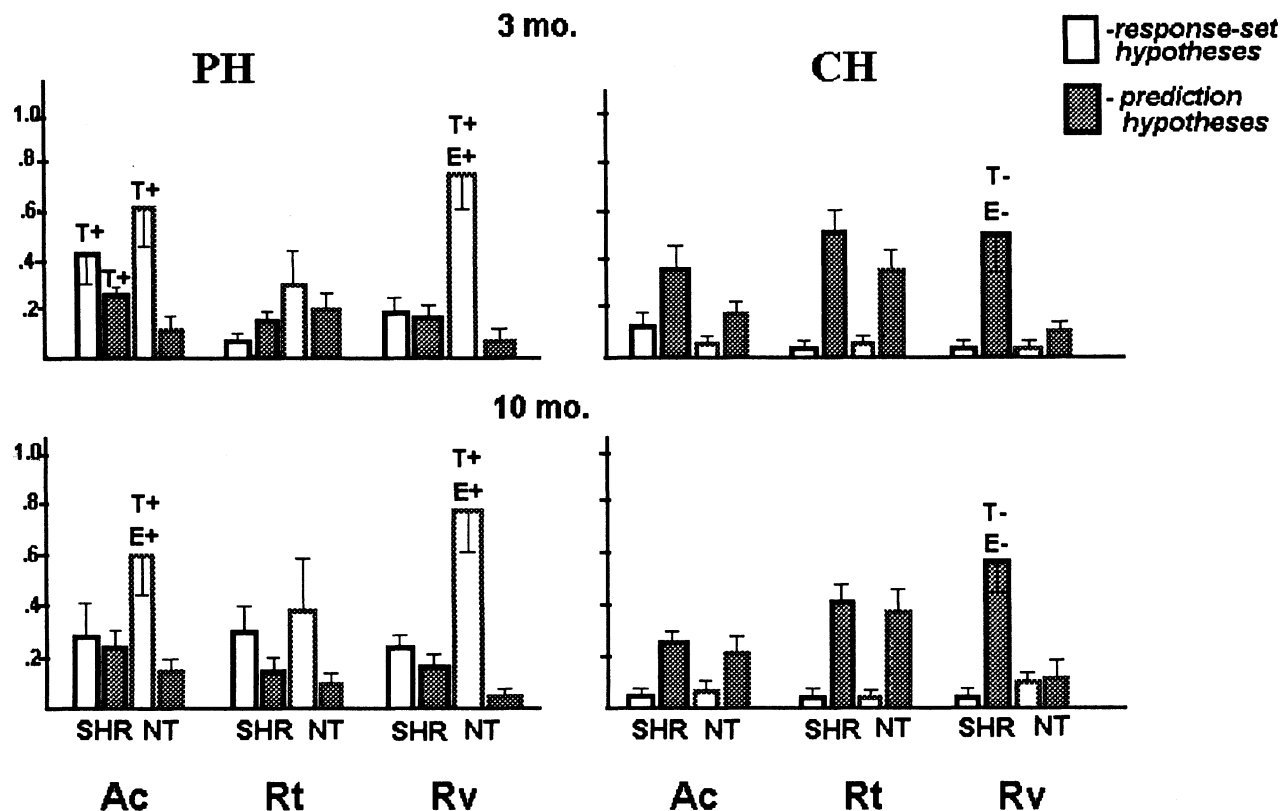 3 mo.
PH
CH
-response-set
hypotheses
- prediction
hypotheses
1.0
.8
.6
.4
.2
T+
T+
T+
T+
E+
T-
E-
10 mo.
1.0
.8
.6
.4
.2
T+
E+
T+
E+
T-
E-
SHR NT SHR NT SHR NT SHR NT SHR NT SHR NT
Ac Rt Rv Ac Rt Rv